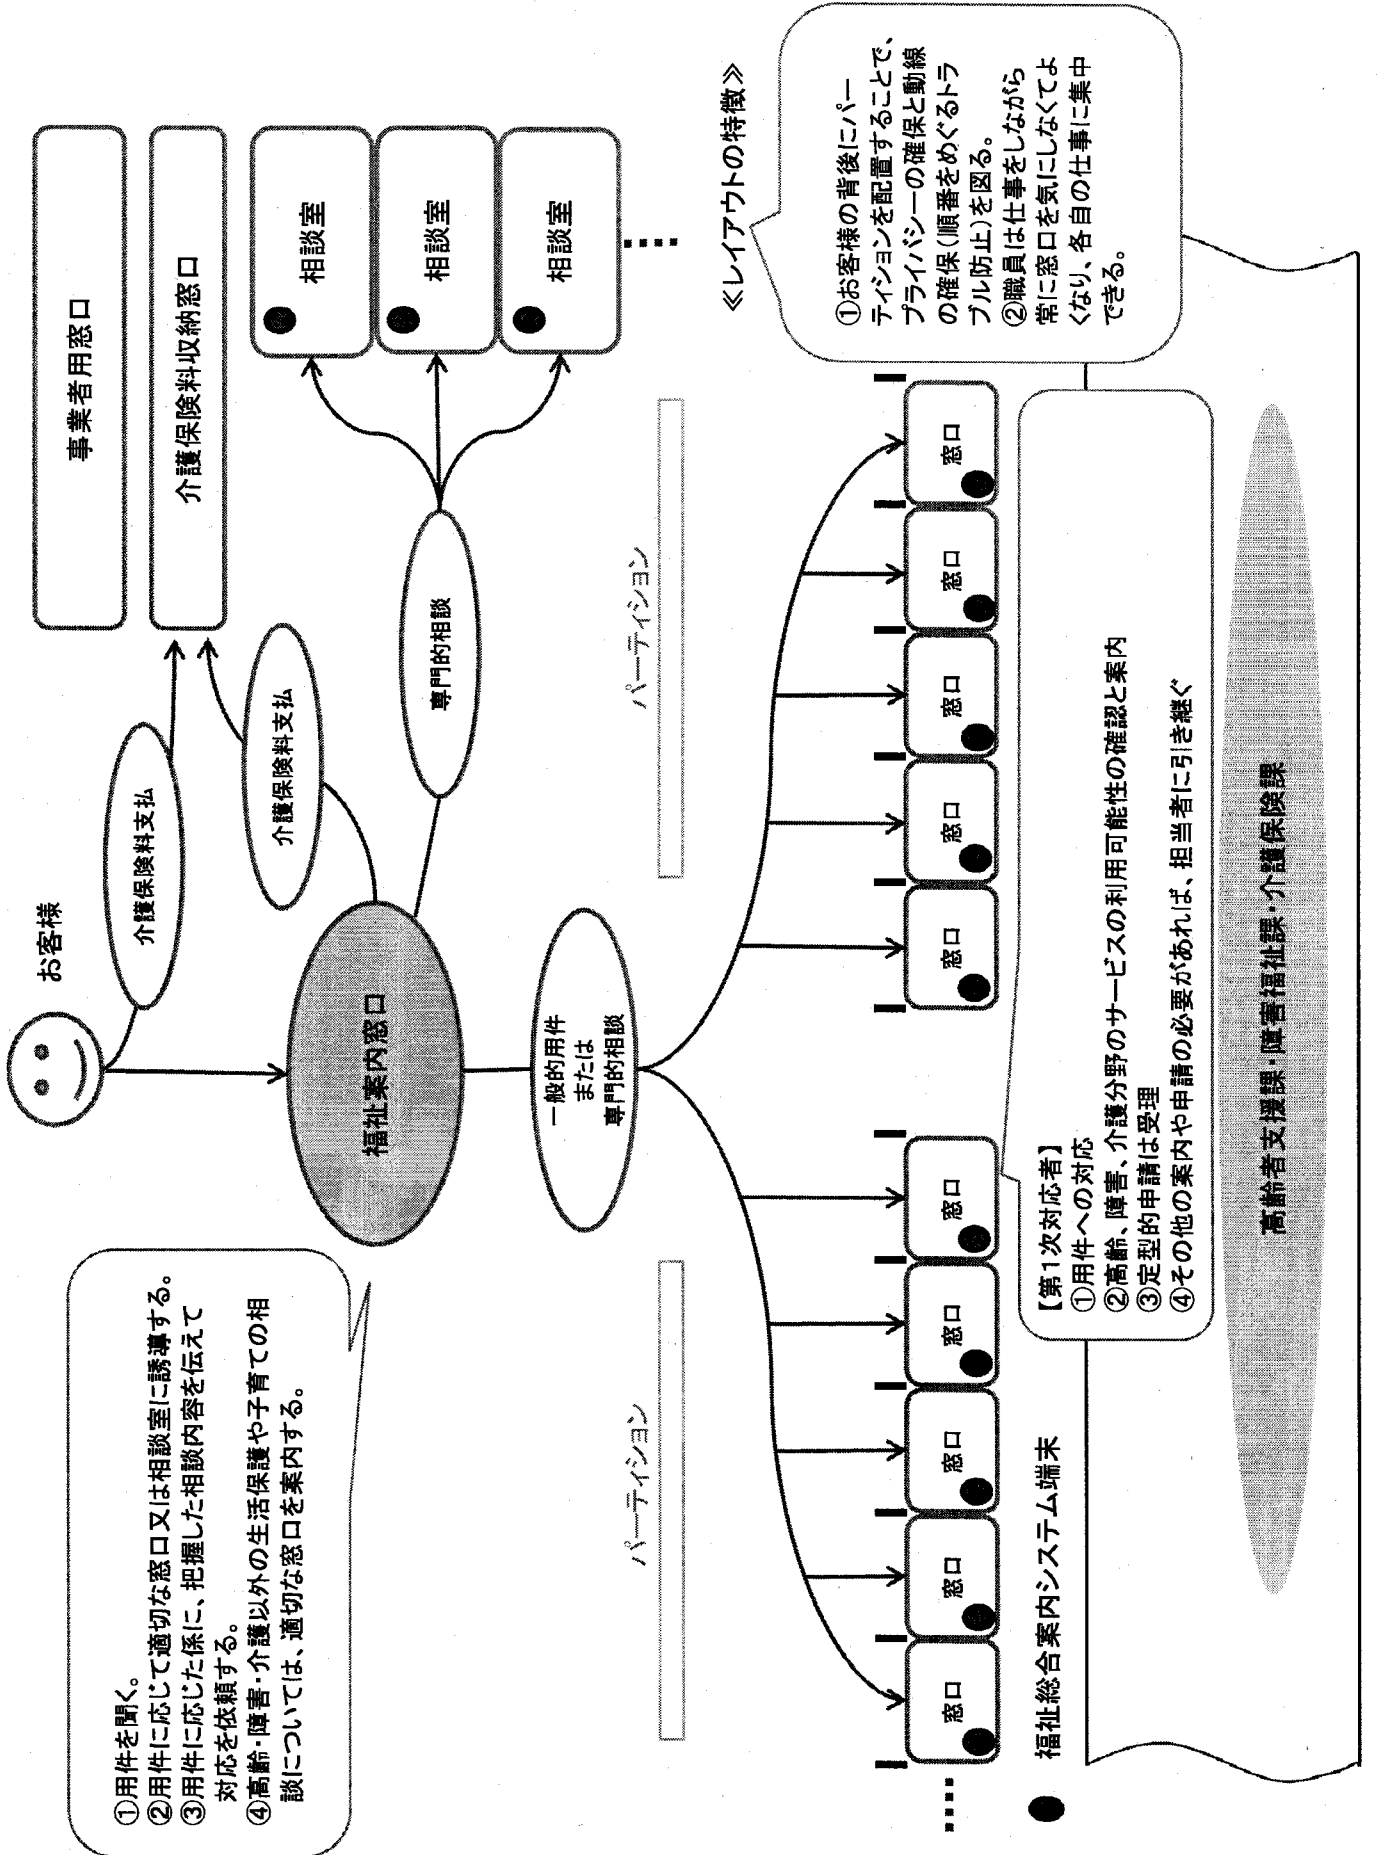 ①用件を聞く。
②用件に応じて適切な窓口又は相談室に誘導する。
③用件に応じた係に、把握した相談内容を伝えて
対応を依頼する。
④高齢・障害・介護以外の生活保護や子育ての相
談については、適切な窓口を案内する。
お客様
介護保険料支払
介護保険料支払
事業者用窓口
介護保険料収納窓口
福祉案内窓口
専門的相談
相談室
相談室
相談室
一般的用件
または
専門的相談
パーティション
パーティション
≪レイアウトの特徴≫
①お客様の背後にパー
ティションを配置することで、
プライバシーの確保と動線
の確保(順番をめぐるトラ
ブル防止)を図る。
②職員は仕事をしながら
常に窓口を気にしなくてよ
くなり、各自の仕事に集中
できる。
窓口
窓口
窓口
窓口
窓口
窓口
窓口
窓口
窓口
窓口
福祉総合案内システム端末
【第1次対応者】
①用件への対応
②高齢、障害、介護分野のサービスの利用可能性の確認と案内
③定型的申請は受理
④その他の案内や申請の必要があれば、担当者に引き継ぐ
高齢者支援課・障害福祉課・介護保険課